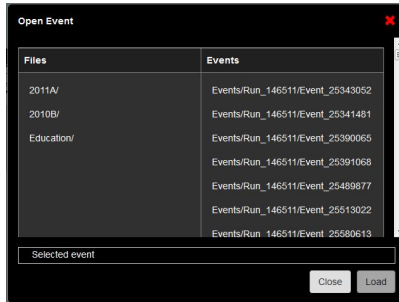 Open Event
Files
Events
2011A/
2010B/
Education/
Events/Run_146511/Event_25343052
Events/Run_146511/Event_25341481
Events/Run_146511/Event_25390065
Events/Run_146511/Event_25391068
Events/Run_146511/Event_25489877
Events/Run_146511/Event_25513022
Events/Run_146511/Event_25580613
Selected event
Close
Load